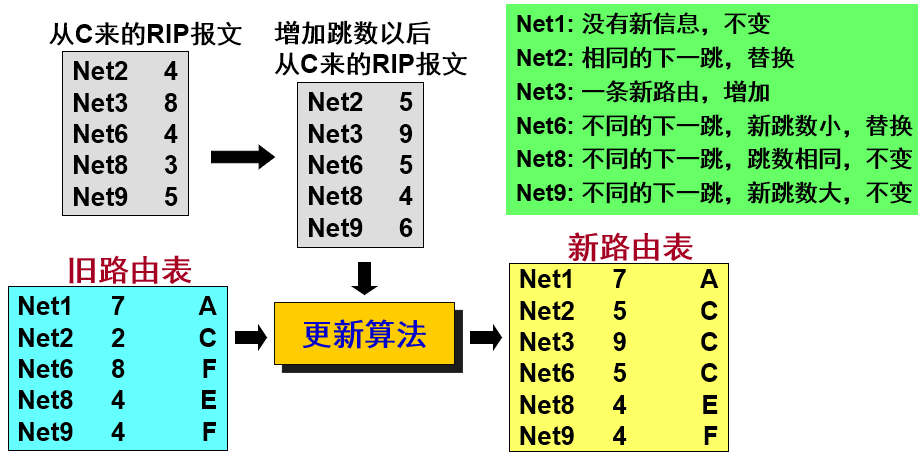 从C来的RIP报文
Net2 4
Net3 8
Net6 4
Net8 3
Net9 5
增加跳数以后
从C来的RIP报文
Net2 5
Net3 9
Net6 5
Net8 4
Net9 6
Net1: 没有新信息，不变
Net2: 相同的下一跳，替换
Net3: 一条新路由，增加
Net6: 不同的下一跳，新跳数小，替换
Net8: 不同的下一跳，跳数相同，不变
Net9: 不同的下一跳，新跳数大，不变
旧路由表
Net1 7 A
Net2 2 C
Net6 8 F
Net8 4 E
Net9 4 F
更新算法
新路由表
Net1 7 A
Net2 5 C
Net3 9 C
Net6 5 C
Net8 4 E
Net9 4 F